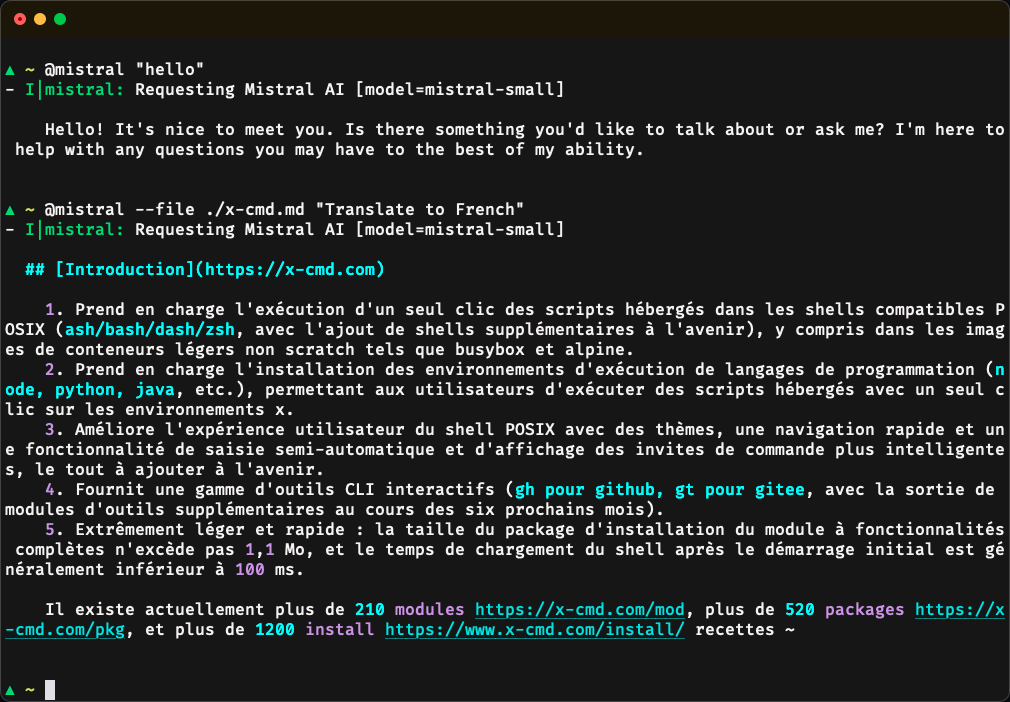 ▲ ~ @mistral "hello"
- I|mistral: Requesting Mistral AI [model=mistral-small]
Hello! It's nice to meet you. Is there something you'd like to talk about or ask me? I'm here to
help with any questions you may have to the best of my ability.
▲ ~ @mistral --file ./x-cmd.md "Translate to French"
- I|mistral: Requesting Mistral AI [model=mistral-small]
## [Introduction](https://x-cmd.com)
1. Prend en charge l'exécution d'un seul clic des scripts hébergés dans les shells compatibles P
OSIX (ash/bash/dash/zsh, avec l'ajout de shells supplémentaires à l'avenir), y compris dans les imag
es de conteneurs légers non scratch tels que busybox et alpine.
2. Prend en charge l'installation des environnements d'exécution de langages de programmation (n
ode, python, java, etc.), permettant aux utilisateurs d'exécuter des scripts hébergés avec un seul c
lic sur les environnements x.
3. Améliore l'expérience utilisateur du shell POSIX avec des thèmes, une navigation rapide et un
e fonctionnalité de saisie semi-automatique et d'affichage des invites de commande plus intelligente
s, le tout à ajouter à l'avenir.
4. Fournit une gamme d'outils CLI interactifs (gh pour github, gt pour gitee, avec la sortie de
modules d'outils supplémentaires au cours des six prochains mois).
5. Extrêmement léger et rapide : la taille du package d'installation du module à fonctionnalités
complètes n'excède pas 1,1 Mo, et le temps de chargement du shell après le démarrage initial est gé
néralement inférieur à 100 ms.
Il existe actuellement plus de 210 modules https://x-cmd.com/mod, plus de 520 packages https://x
-cmd.com/pkg, et plus de 1200 install https://www.x-cmd.com/install/ recettes ~
▲ ~